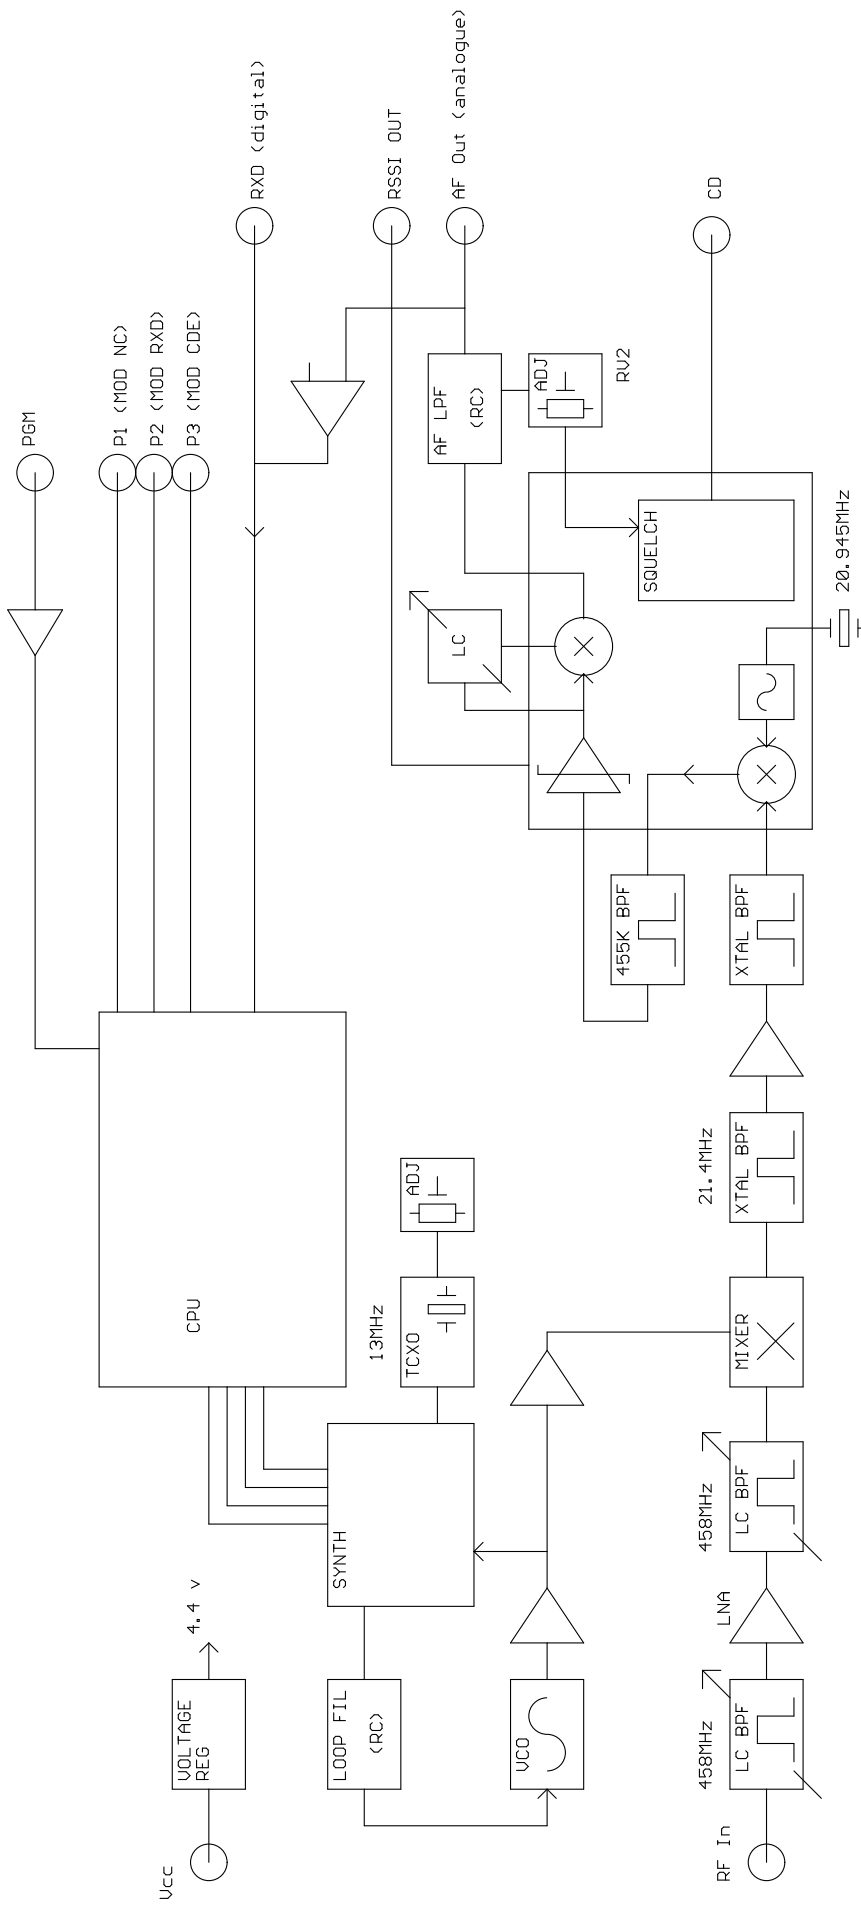 PGM
P1 (MOD NC)
P2 (MOD RXD)
P3 (MOD CDE)
RXD (digital)
RSSI OUT
AF Out (analogue)
CD
CPU
4.4 v
VOLTAGE
REG
Vcc
SYNTH
LOOP FIL
(RC)
13MHz
TCXO
ADJ
VCO
AF LPF
(RC)
ADJ
RV2
LC
SQUELCH
20.945MHz
455K BPF
XTAL BPF
21.4MHz
XTAL BPF
MIXER
458MHz
LC BPF
LNA
458MHz
LC BPF
RF In